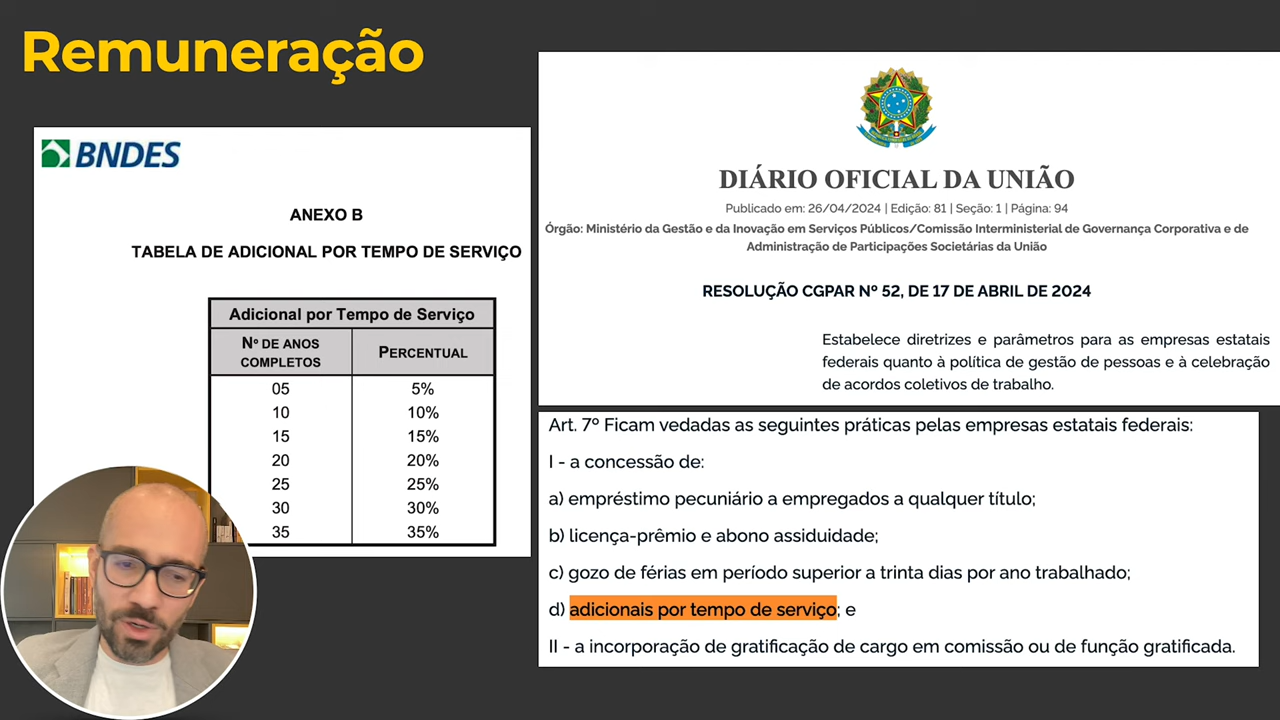 Remuneração
BNDES
ANEXO B
TABELA DE ADICIONAL POR TEMPO DE SERVIÇO
Adicional por Tempo de Serviço
Nº DE ANOS
COMPLETOS
PERCENTUAL
05 5%
10 10%
15 15%
20 20%
25 25%
30 30%
35 35%
DIÁRIO OFICIAL DA UNIÃO
Publicado em: 26/04/2024 | Edição: 81 | Seção: 1 | Página: 94
Órgão: Ministério da Gestão e da Inovação em Serviços Públicos/Comissão Interministerial de Governança Corporativa e de
Administração de Participações Societárias da União
RESOLUÇÃO CGPAR Nº 52, DE 17 DE ABRIL DE 2024
Estabelece diretrizes e parâmetros para as empresas estatais
federais quanto à política de gestão de pessoas e à celebração
de acordos coletivos de trabalho.
Art. 7º Ficam vedadas as seguintes práticas pelas empresas estatais federais:
I - a concessão de:
a) empréstimo pecuniário a empregados a qualquer título;
b) licença-prêmio e abono assiduidade;
c) gozo de férias em período superior a trinta dias por ano trabalhado;
d) adicionais por tempo de serviço; e
II - a incorporação de gratificação de cargo em comissão ou de função gratificada.